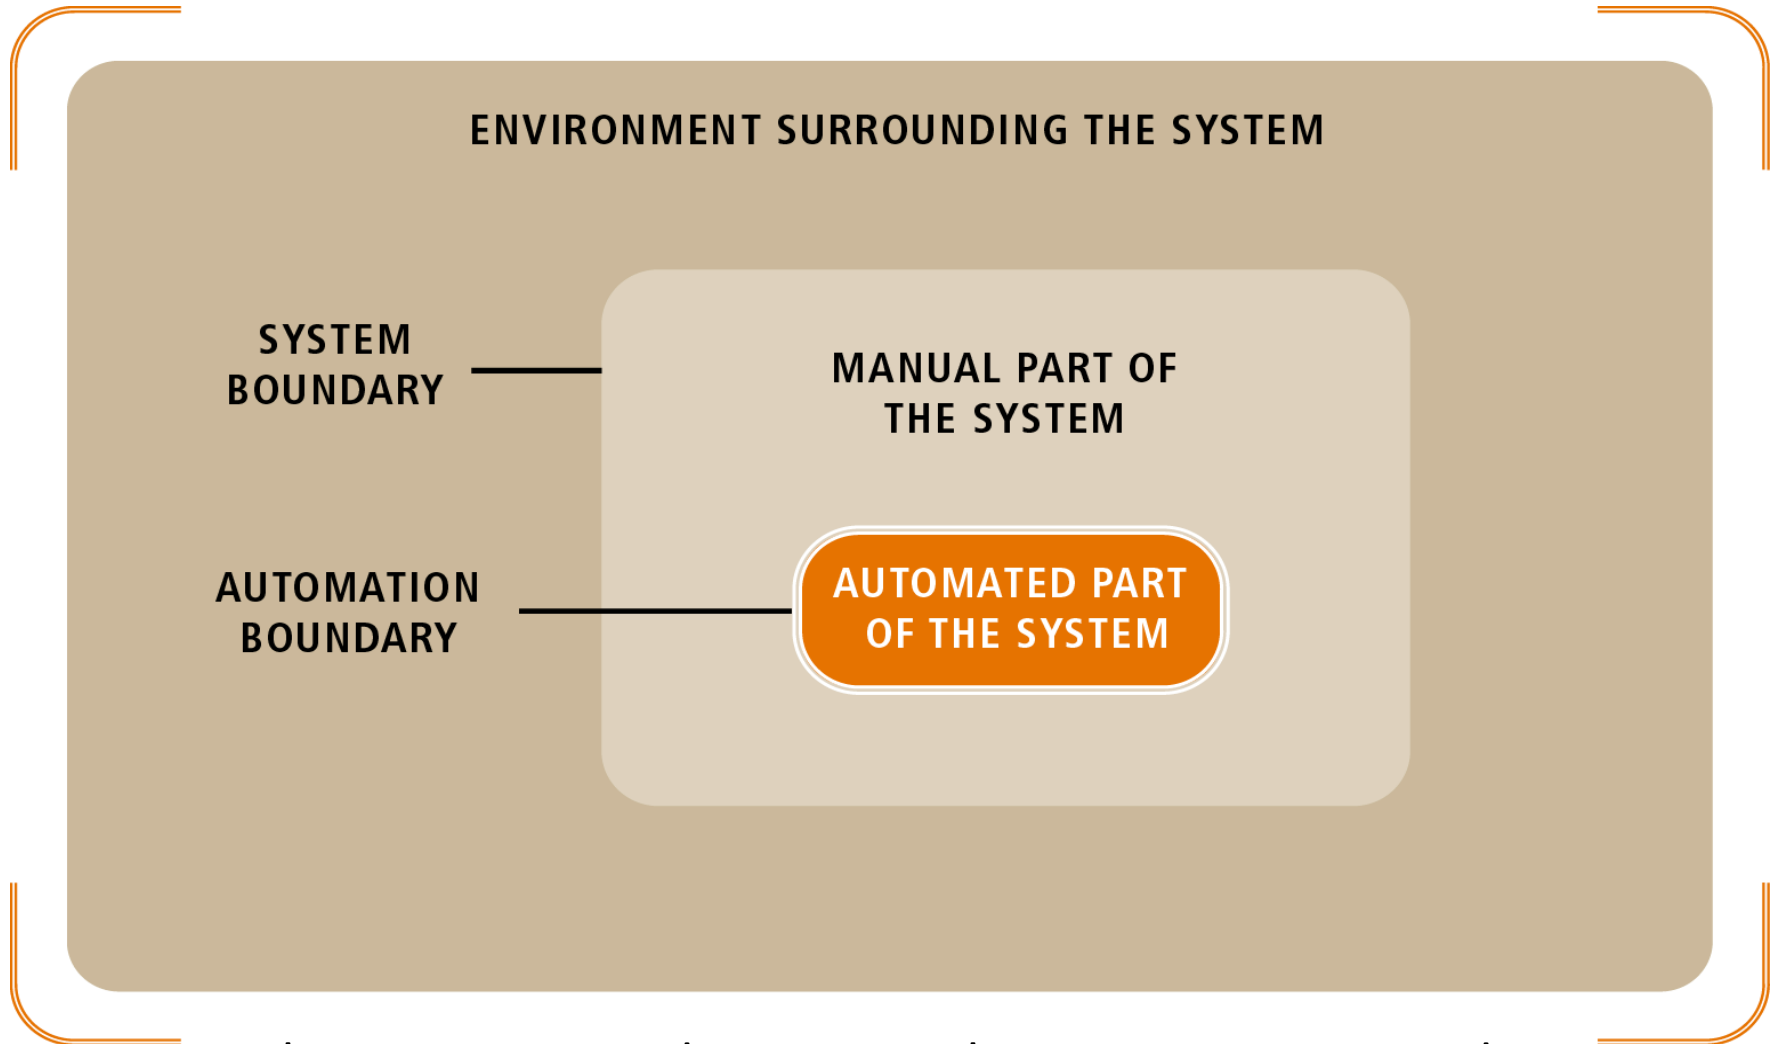 ENVIRONMENT SURROUNDING THE SYSTEM
SYSTEM
BOUNDARY
MANUAL PART OF
THE SYSTEM
AUTOMATION
BOUNDARY
AUTOMATED PART
OF THE SYSTEM